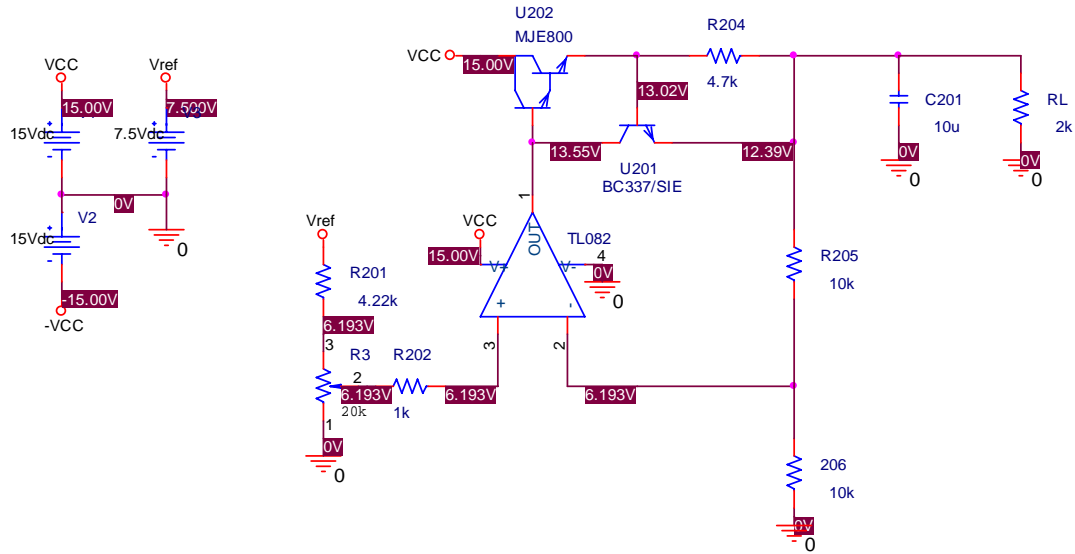 U202
MJE800
R204
VCC
15.00V
4.7k
13.02V
C201
10u
0V
0
RL
2k
0V
0
13.55V
12.39V
U201
BC337/SIE
VCC
15.00V
15Vdc
+
-
Vref
7.500V
7.5Vdc
+
-
0V
0
V2
15Vdc
+
-
-15.00V
-VCC
1
OUT
VCC
15.00V
V+
TL082
V-
4
0V
0
+
-
3
2
Vref
R201
4.22k
6.193V
3
R3
2
20k
1
0V
0
6.193V
R202
1k
6.193V
6.193V
R205
10k
206
10k
0V
0